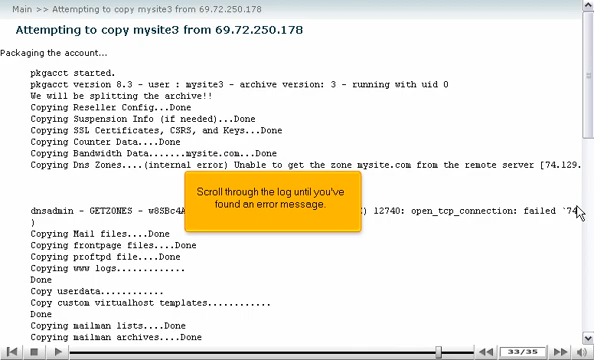 Main >> Attempting to copy mysite3 from 69.72.250.178
Attempting to copy mysite3 from 69.72.250.178
Packaging the account...
pkgacct started.
pkgacct version 8.3 - user : mysite3 - archive version: 3 - running with uid 0
We will be splitting the archive!!
Copying Reseller Config...Done
Copying Suspension Info (if needed)...Done
Copying SSL Certificates, CSRS, and Keys...Done
Copying Counter Data....Done
Copying Bandwidth Data.......mysite.com...Done
Copying Dns Zones....(internal error) Unable to get the zone mysite.com from the remote server [74.129.
Scroll through the log until you've
found an error message.
dnsadmin - GETZONES - w8SBc4A ) 12740: open_tcp_connection: failed `74
)
Copying Mail files....Done
Copying frontpage files....Done
Copying proftpd file....Done
Copying www logs.............
Done
Copy userdata............
Copy custom virtualhost templates............
Done
Copying mailman lists....Done
Copying mailman archives....Done
33/35